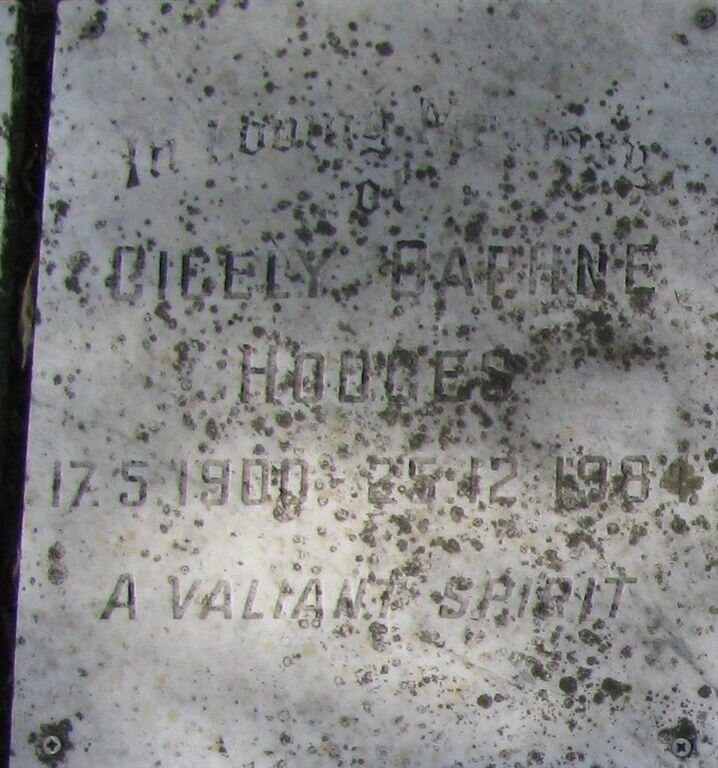 In Loving Memory
of
CICELY DAPHNE
HODGES
17.5.1900 - 25.12.1984
A VALIANT SPIRIT